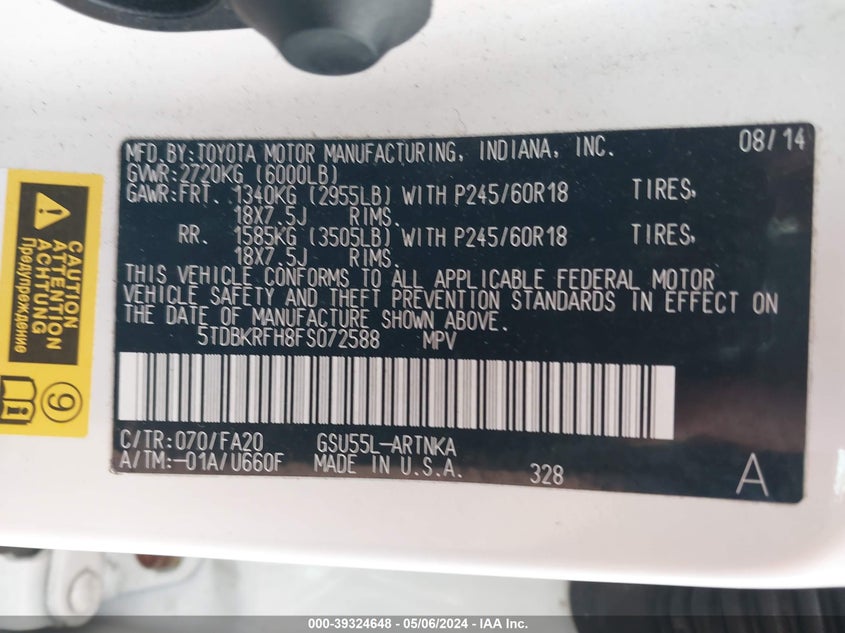 MFD.BY:TOYOTA MOTOR MANUFACTURING, INDIANA, INC. 08/14
GVWR:2720KG (6000LB)
GAWR:FRT. 1340KG (2955LB) WITH P245/60R18 TIRES,
18X7.5J RIMS.
RR. 1585KG (3505LB) WITH P245/60R18 TIRES,
18X7.5J RIMS.
THIS VEHICLE CONFORMS TO ALL APPLICABLE FEDERAL MOTOR
VEHICLE SAFETY AND THEFT PREVENTION STANDARDS IN EFFECT ON
THE DATE OF MANUFACTURE SHOWN ABOVE.
5TDBKRFH8FS072588 MPV
C/TR:070/FA20 GSU55L-ARTNKA
A/TM:-01A/U660F MADE IN U.S.A. 328 A
CAUTION
ATTENTION
ACHTUNG
Предупреждение
9
i
000-39324648 - 05/06/2024 - IAA Inc.